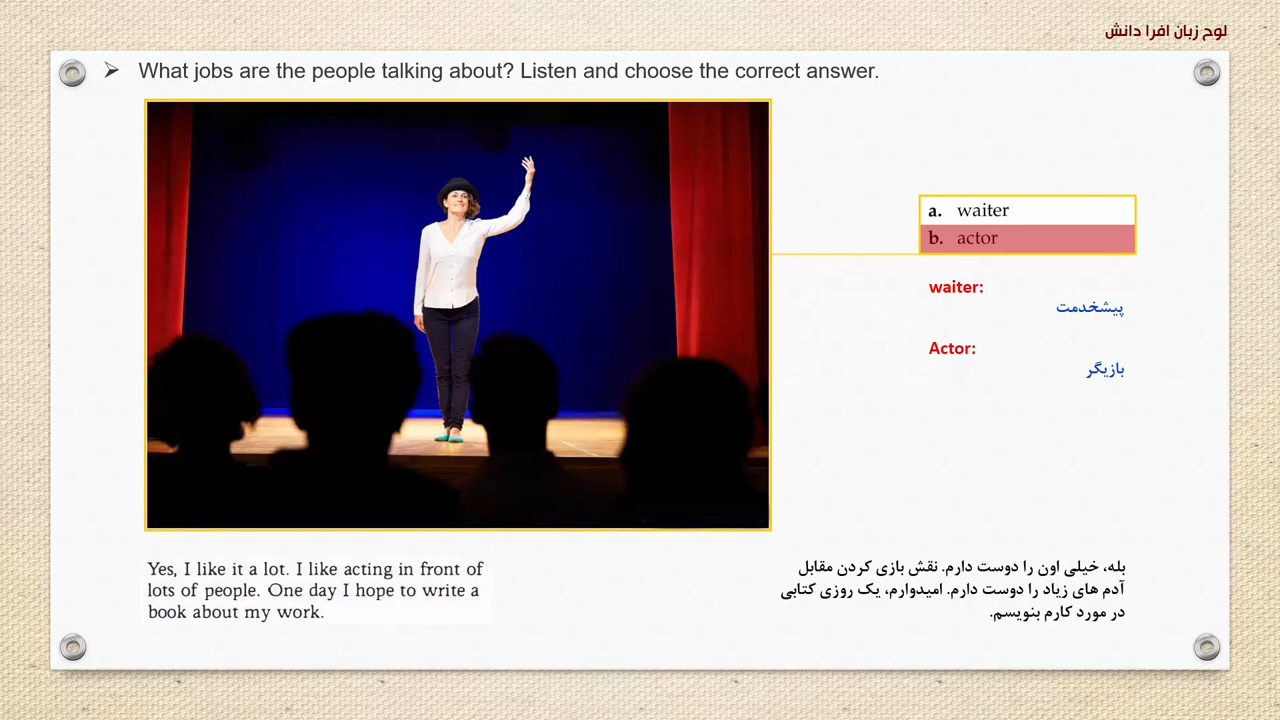 لوح زبان افرا دانش
➢ What jobs are the people talking about? Listen and choose the correct answer.
a. waiter
b. actor
waiter:
پیشخدمت
Actor:
بازیگر
Yes, I like it a lot. I like acting in front of
lots of people. One day I hope to write a
book about my work.
بله، خیلی اون را دوست دارم. نقش بازی کردن مقابل
آدم های زیاد را دوست دارم. امیدوارم، یک روزی کتابی
در مورد کارم بنویسم.